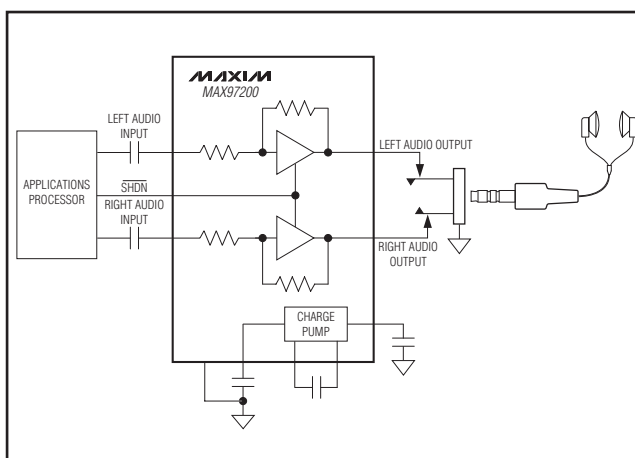 MAXIM
MAX97200
LEFT AUDIO
INPUT
LEFT AUDIO OUTPUT
APPLICATIONS
PROCESSOR
SHDN
RIGHT AUDIO
INPUT
RIGHT AUDIO
OUTPUT
CHARGE
PUMP